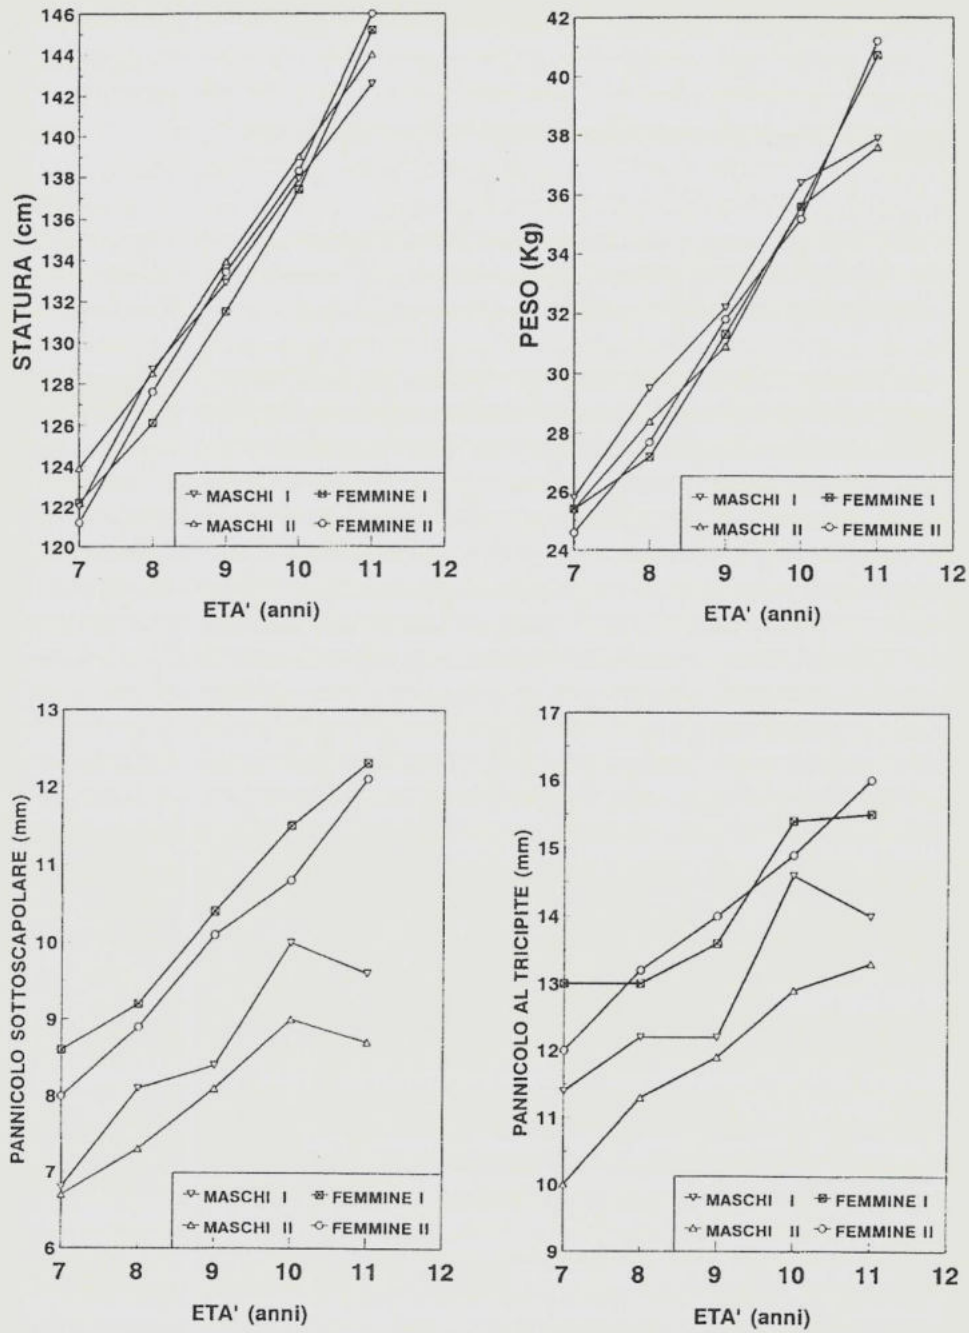 146
144
142
140
138
136
134
132
130
128
126
124
122
120
STATURA (cm)
MASCHI I FEMMINE I
MASCHI II FEMMINE II
7 8 9 10 11 12
ETA' (anni)
42
40
38
36
34
32
30
28
26
24
PESO (Kg)
MASCHI I FEMMINE I
MASCHI II FEMMINE II
7 8 9 10 11 12
ETA' (anni)
13
12
11
10
9
8
7
6
PANNICOLO SOTTOSCAPOLARE (mm)
MASCHI I FEMMINE I
MASCHI II FEMMINE II
7 8 9 10 11 12
ETA' (anni)
17
16
15
14
13
12
11
10
9
PANNICOLO AL TRICIPITE (mm)
MASCHI I FEMMINE I
MASCHI II FEMMINE II
7 8 9 10 11 12
ETA' (anni)